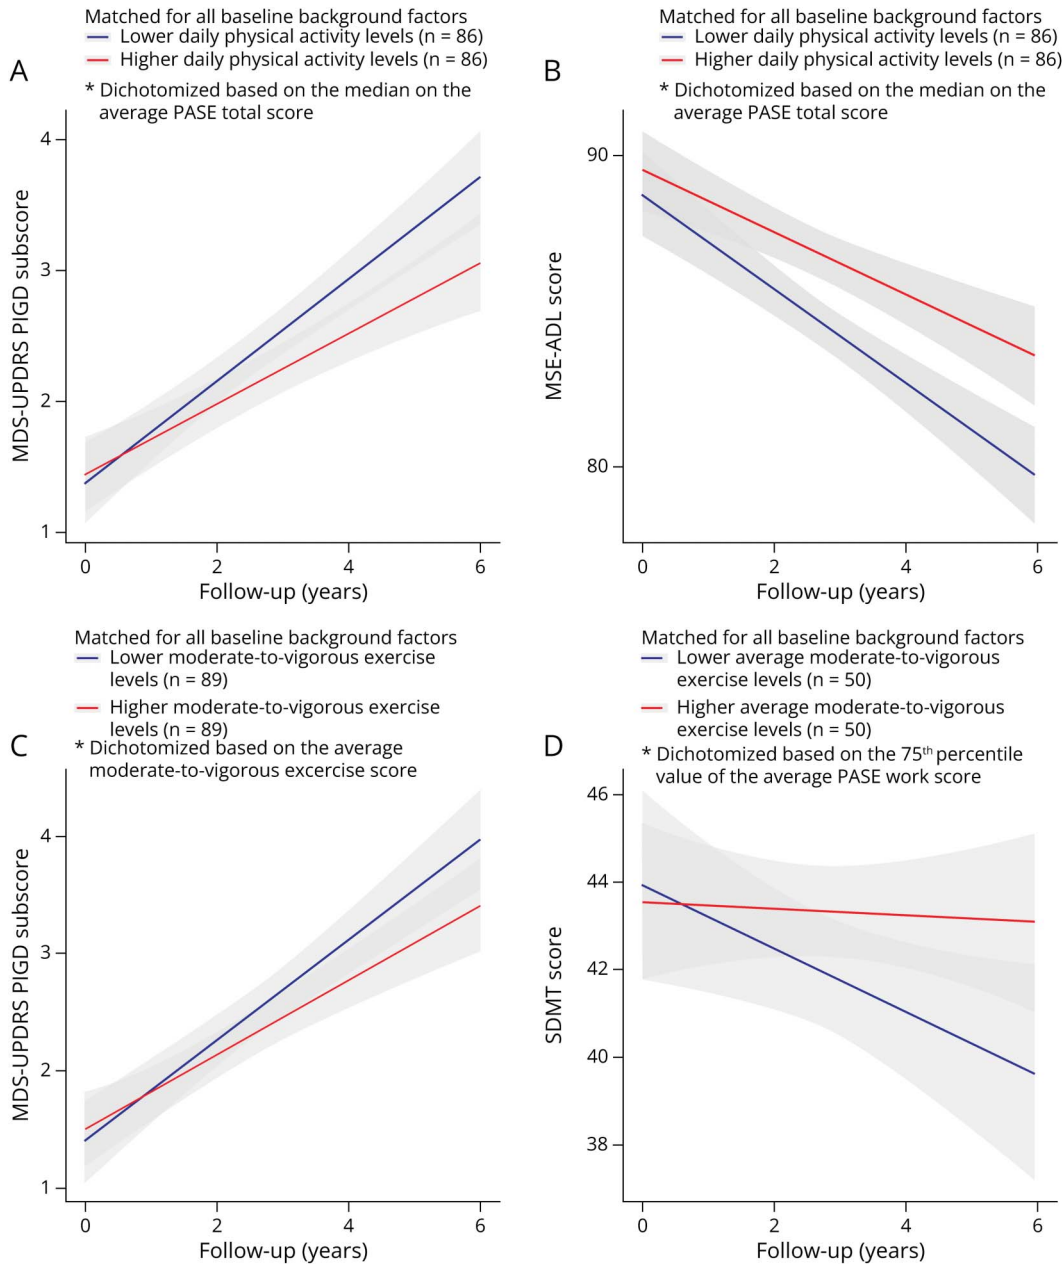 Matched for all baseline background factors
Lower daily physical activity levels (n = 86)
Higher daily physical activity levels (n = 86)
A
* Dichotomized based on the median on the
average PASE total score
4
3
2
1
MDS-UPDRS PIGD subscore
0 2 4 6
Follow-up (years)
Matched for all baseline background factors
Lower daily physical activity levels (n = 86)
Higher daily physical activity levels (n = 86)
B
* Dichotomized based on the median on the
average PASE total score
90
80
MSE-ADL score
0 2 4 6
Follow-up (years)
Matched for all baseline background factors
Lower moderate-to-vigorous exercise
levels (n = 89)
Higher moderate-to-vigorous exercise
levels (n = 89)
C
* Dichotomized based on the average
moderate-to-vigorous excercise score
4
3
2
1
MDS-UPDRS PIGD subscore
0 2 4 6
Follow-up (years)
Matched for all baseline background factors
Lower average moderate-to-vigorous
exercise levels (n = 50)
Higher average moderate-to-vigorous
exercise levels (n = 50)
D
* Dichotomized based on the 75th percentile
value of the average PASE work score
46
44
42
40
38
SDMT score
0 2 4 6
Follow-up (years)